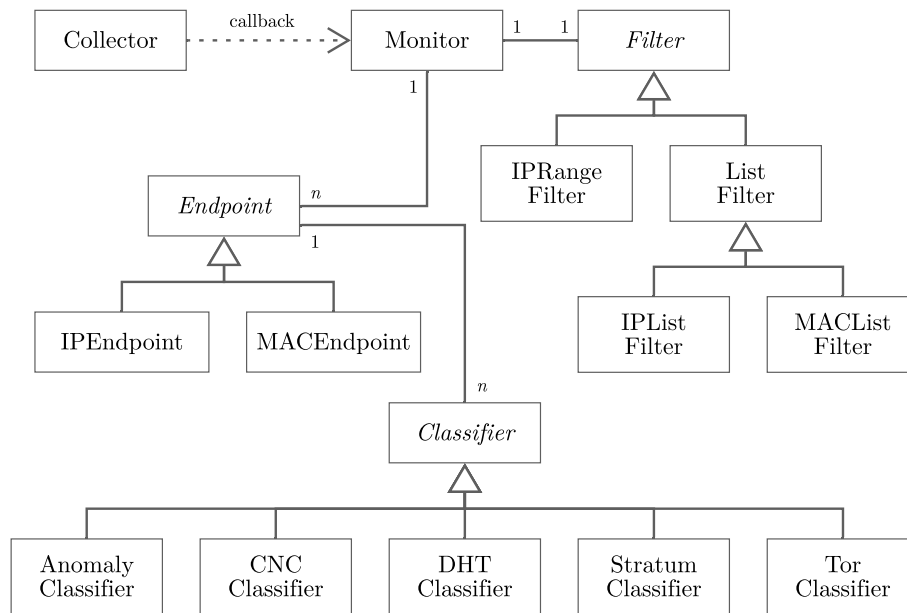 callback
Collector
Monitor
1
1
Filter
1
IPRange
Filter
List
Filter
Endpoint
n
1
IPEndpoint
MACEndpoint
IPList
Filter
MACList
Filter
n
Classifier
Anomaly
Classifier
CNC
Classifier
DHT
Classifier
Stratum
Classifier
Tor
Classifier